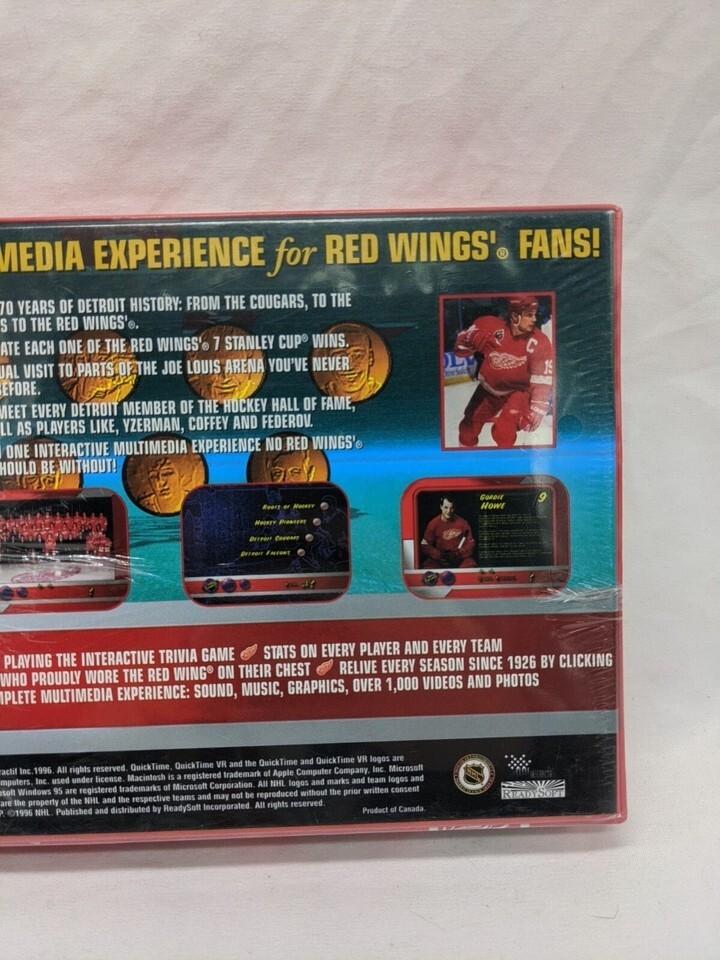 MEDIA EXPERIENCE for RED WINGS'® FANS!
70 YEARS OF DETROIT HISTORY: FROM THE COUGARS, TO THE
S TO THE RED WINGS'®.
ATE EACH ONE OF THE RED WINGS'® 7 STANLEY CUP® WINS.
UAL VISIT TO PARTS OF THE JOE LOUIS ARENA YOU'VE NEVER
BEFORE.
MEET EVERY DETROIT MEMBER OF THE HOCKEY HALL OF FAME,
LL AS PLAYERS LIKE, YZERMAN, COFFEY AND FEDEROV.
ONE INTERACTIVE MULTIMEDIA EXPERIENCE NO RED WINGS'®
HOULD BE WITHOUT!
C
19
ROOTS OF HOCKEY
HOCKEY PIONEERS
DETROIT COUGARS
DETROIT FALCONS
GORDIE
HOWE
9
PLAYING THE INTERACTIVE TRIVIA GAME STATS ON EVERY PLAYER AND EVERY TEAM
WHO PROUDLY WORE THE RED WING® ON THEIR CHEST RELIVE EVERY SEASON SINCE 1926 BY CLICKING
MPLETE MULTIMEDIA EXPERIENCE: SOUND, MUSIC, GRAPHICS, OVER 1,000 VIDEOS AND PHOTOS
ractif Inc.1996. All rights reserved. QuickTime, QuickTime VR and the QuickTime and QuickTime VR logos are
mputers, Inc. used under license. Macintosh is a registered trademark of Apple Computer Company, Inc. Microsoft
soft Windows 95 are registered trademarks of Microsoft Corporation. All NHL logos and marks and team logos and
are the property of the NHL and the respective teams and may not be reproduced without the prior written consent
P. ©1996 NHL. Published and distributed by ReadySoft Incorporated. All rights reserved.
Product of Canada.
NHL
READYSOFT